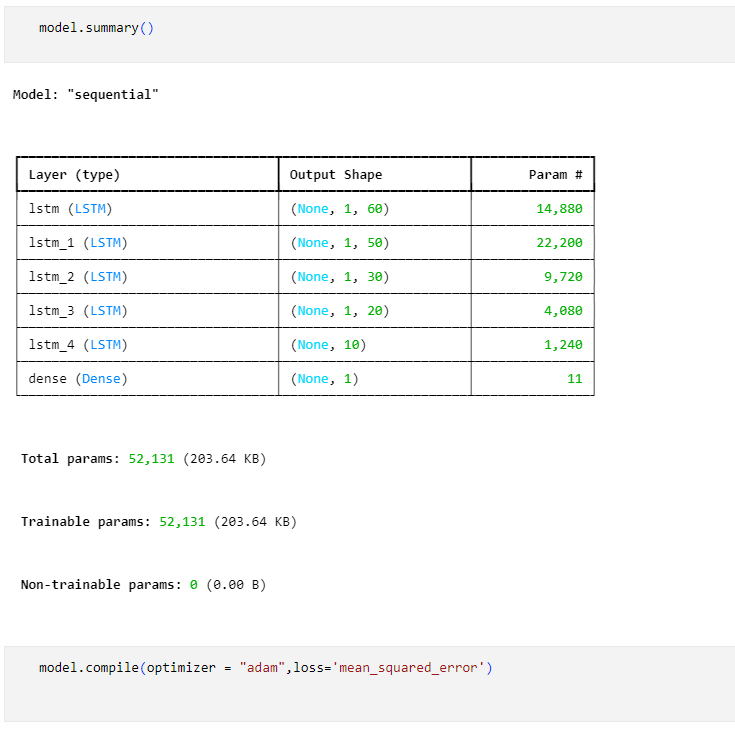 model.summary()
Model: "sequential"
Layer (type) Output Shape Param #
lstm (LSTM) (None, 1, 60) 14,880
lstm_1 (LSTM) (None, 1, 50) 22,200
lstm_2 (LSTM) (None, 1, 30) 9,720
lstm_3 (LSTM) (None, 1, 20) 4,080
lstm_4 (LSTM) (None, 10) 1,240
dense (Dense) (None, 1) 11
Total params: 52,131 (203.64 KB)
Trainable params: 52,131 (203.64 KB)
Non-trainable params: 0 (0.00 B)
model.compile(optimizer = "adam",loss='mean_squared_error')